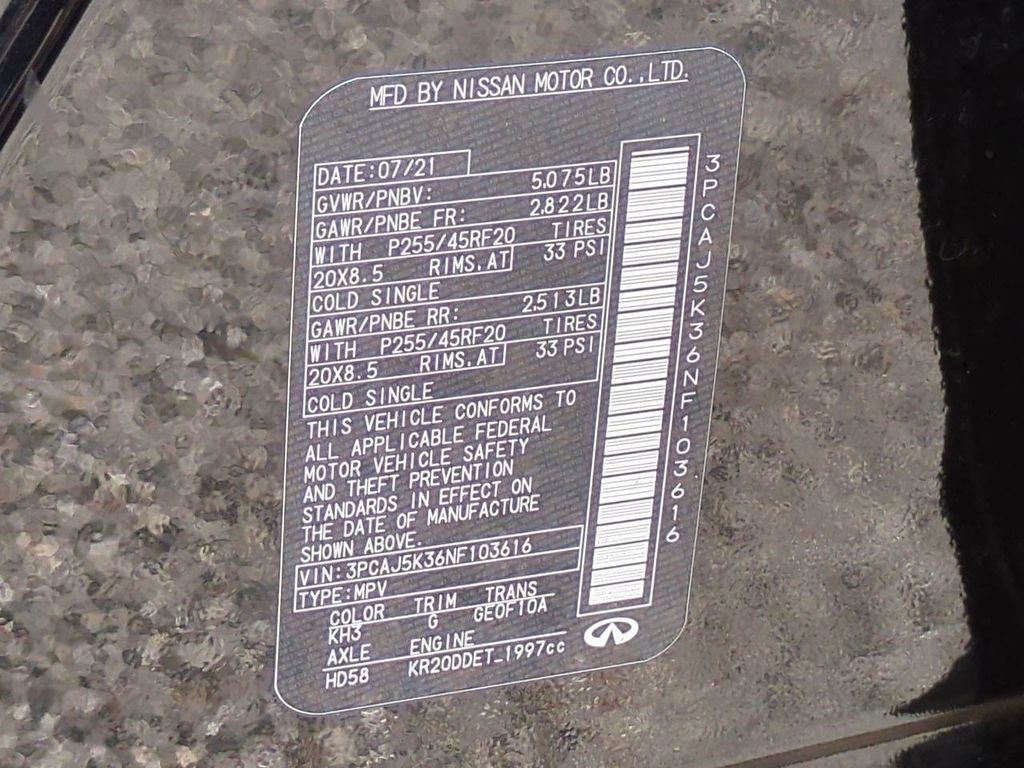 MFD BY NISSAN MOTOR CO.,LTD.
DATE:07/21
GVWR/PNBV: 5,075LB
GAWR/PNBE FR: 2,822LB
WITH P255/45RF20 TIRES
20X8.5 RIMS.AT 33 PSI
COLD SINGLE
GAWR/PNBE RR: 2,513LB
WITH P255/45RF20 TIRES
20X8.5 RIMS.AT 33 PSI
COLD SINGLE
THIS VEHICLE CONFORMS TO
ALL APPLICABLE FEDERAL
MOTOR VEHICLE SAFETY
AND THEFT PREVENTION
STANDARDS IN EFFECT ON
THE DATE OF MANUFACTURE
SHOWN ABOVE.
VIN:3PCAJ5K36NF103616
TYPE:MPV
COLOR TRIM TRANS
KH3 G GEOF10A
AXLE ENGINE
HD58 KR20DDET_1997cc
3PCAJ5K36NF103616